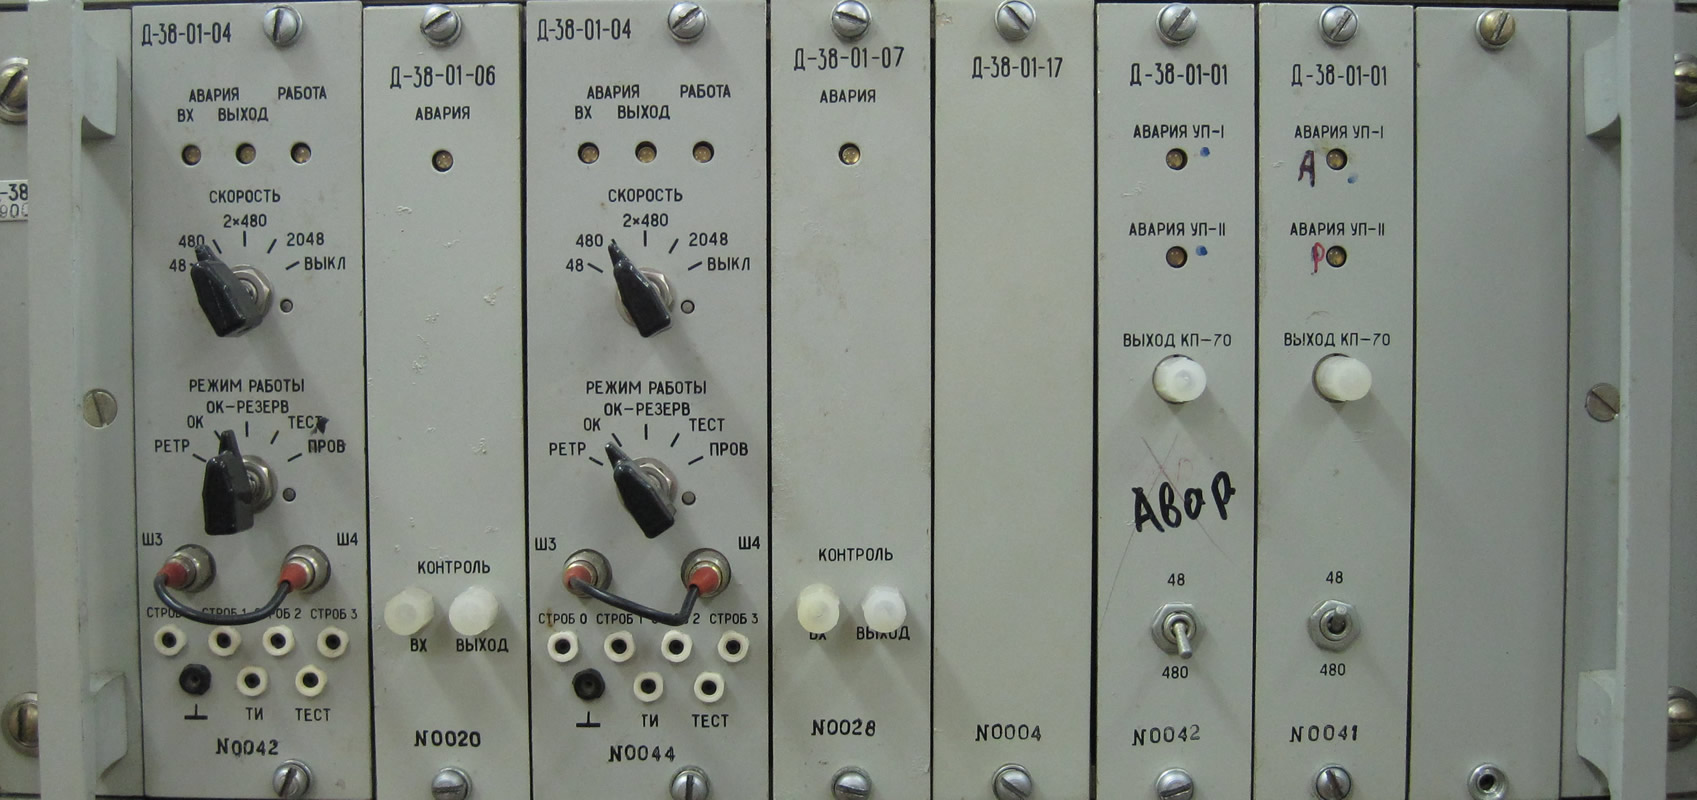 -38
900
Д-38-01-04
АВАРИЯ РАБОТА
ВХ ВЫХОД
СКОРОСТЬ
2×480
480 2048
48 ВЫКЛ
РЕЖИМ РАБОТЫ
ОК-РЕЗЕРВ
ОК ТЕСТ
РЕТР ПРОВ
Ш3 Ш4
СТРОБ СТРОБ 1 СТРОБ 2 СТРОБ 3
ТИ ТЕСТ
N0042
Д-38-01-06
АВАРИЯ
КОНТРОЛЬ
ВХ ВЫХОД
N0020
Д-38-01-04
АВАРИЯ РАБОТА
ВХ ВЫХОД
СКОРОСТЬ
2×480
480 2048
48 ВЫКЛ
РЕЖИМ РАБОТЫ
ОК-РЕЗЕРВ
ОК ТЕСТ
РЕТР ПРОВ
Ш3 Ш4
СТРОБ 0 СТРОБ 1 2 СТРОБ 3
ТИ ТЕСТ
N0044
Д-38-01-07
АВАРИЯ
КОНТРОЛЬ
ВХ ВЫХОД
N0028
Д-38-01-17
N0004
Д-38-01-01
АВАРИЯ УП-I
АВАРИЯ УП-II
ВЫХОД КП-70
АВар
48
480
N0042
Д-38-01-01
АВАРИЯ УП-I
А
АВАРИЯ УП-II
Р
ВЫХОД КП-70
48
480
N0041